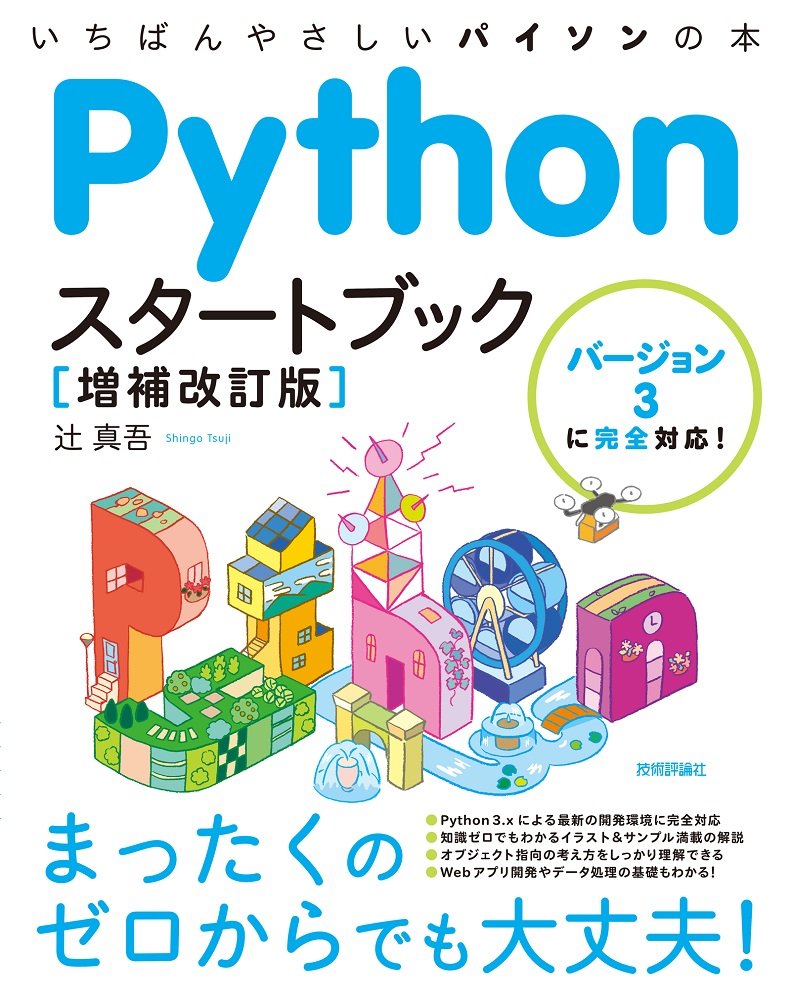 いちばんやさしいパイソンの本
Python
スタートブック
[増補改訂版]
辻 真吾 Shingo Tsuji
バージョン
3
に完全対応!
技術評論社
●Python3.xによる最新の開発環境に完全対応
●知識ゼロでもわかるイラスト&サンプル満載の解説
●オブジェクト指向の考え方をしっかり理解できる
●Webアプリ開発やデータ処理の基礎もわかる!
まったくの
ゼロからでも大丈夫!